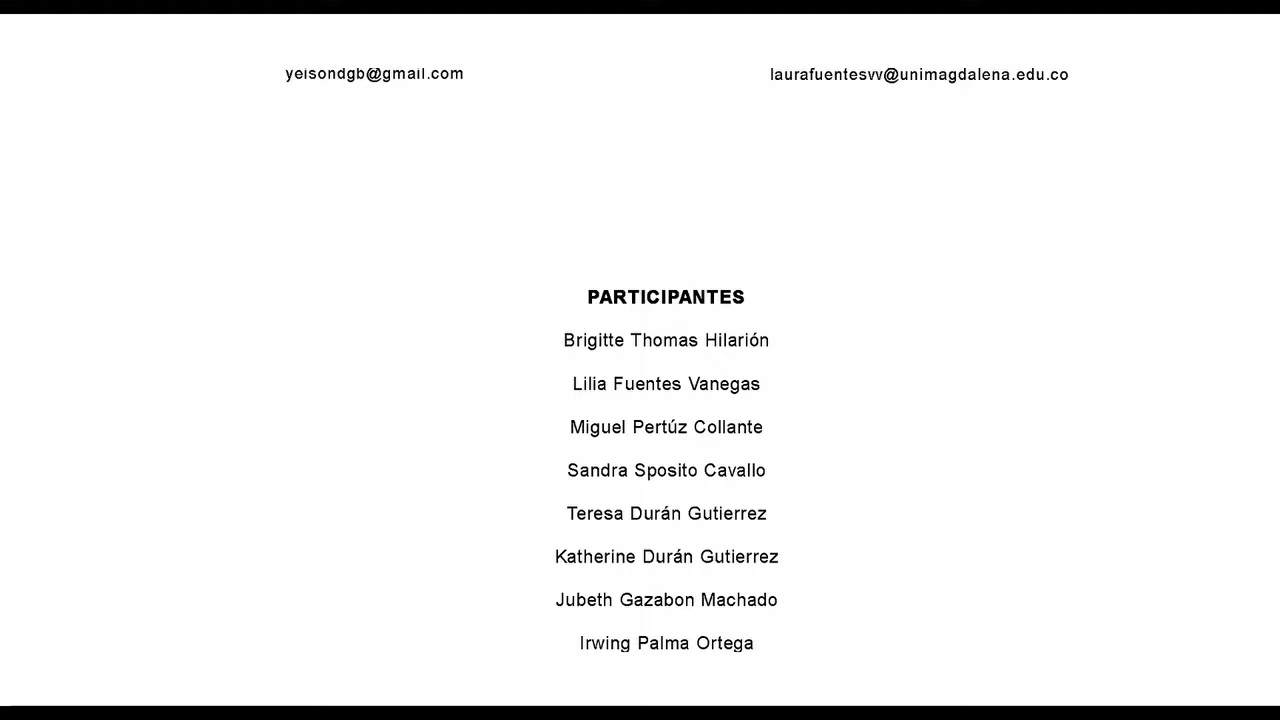 yeisondgb@gmail.com
laurafuentesvv@unimagdalena.edu.co
PARTICIPANTES
Brigitte Thomas Hilarión
Lilia Fuentes Vanegas
Miguel Pertúz Collante
Sandra Sposito Cavallo
Teresa Durán Gutierrez
Katherine Durán Gutierrez
Jubeth Gazabon Machado
Irwing Palma Ortega